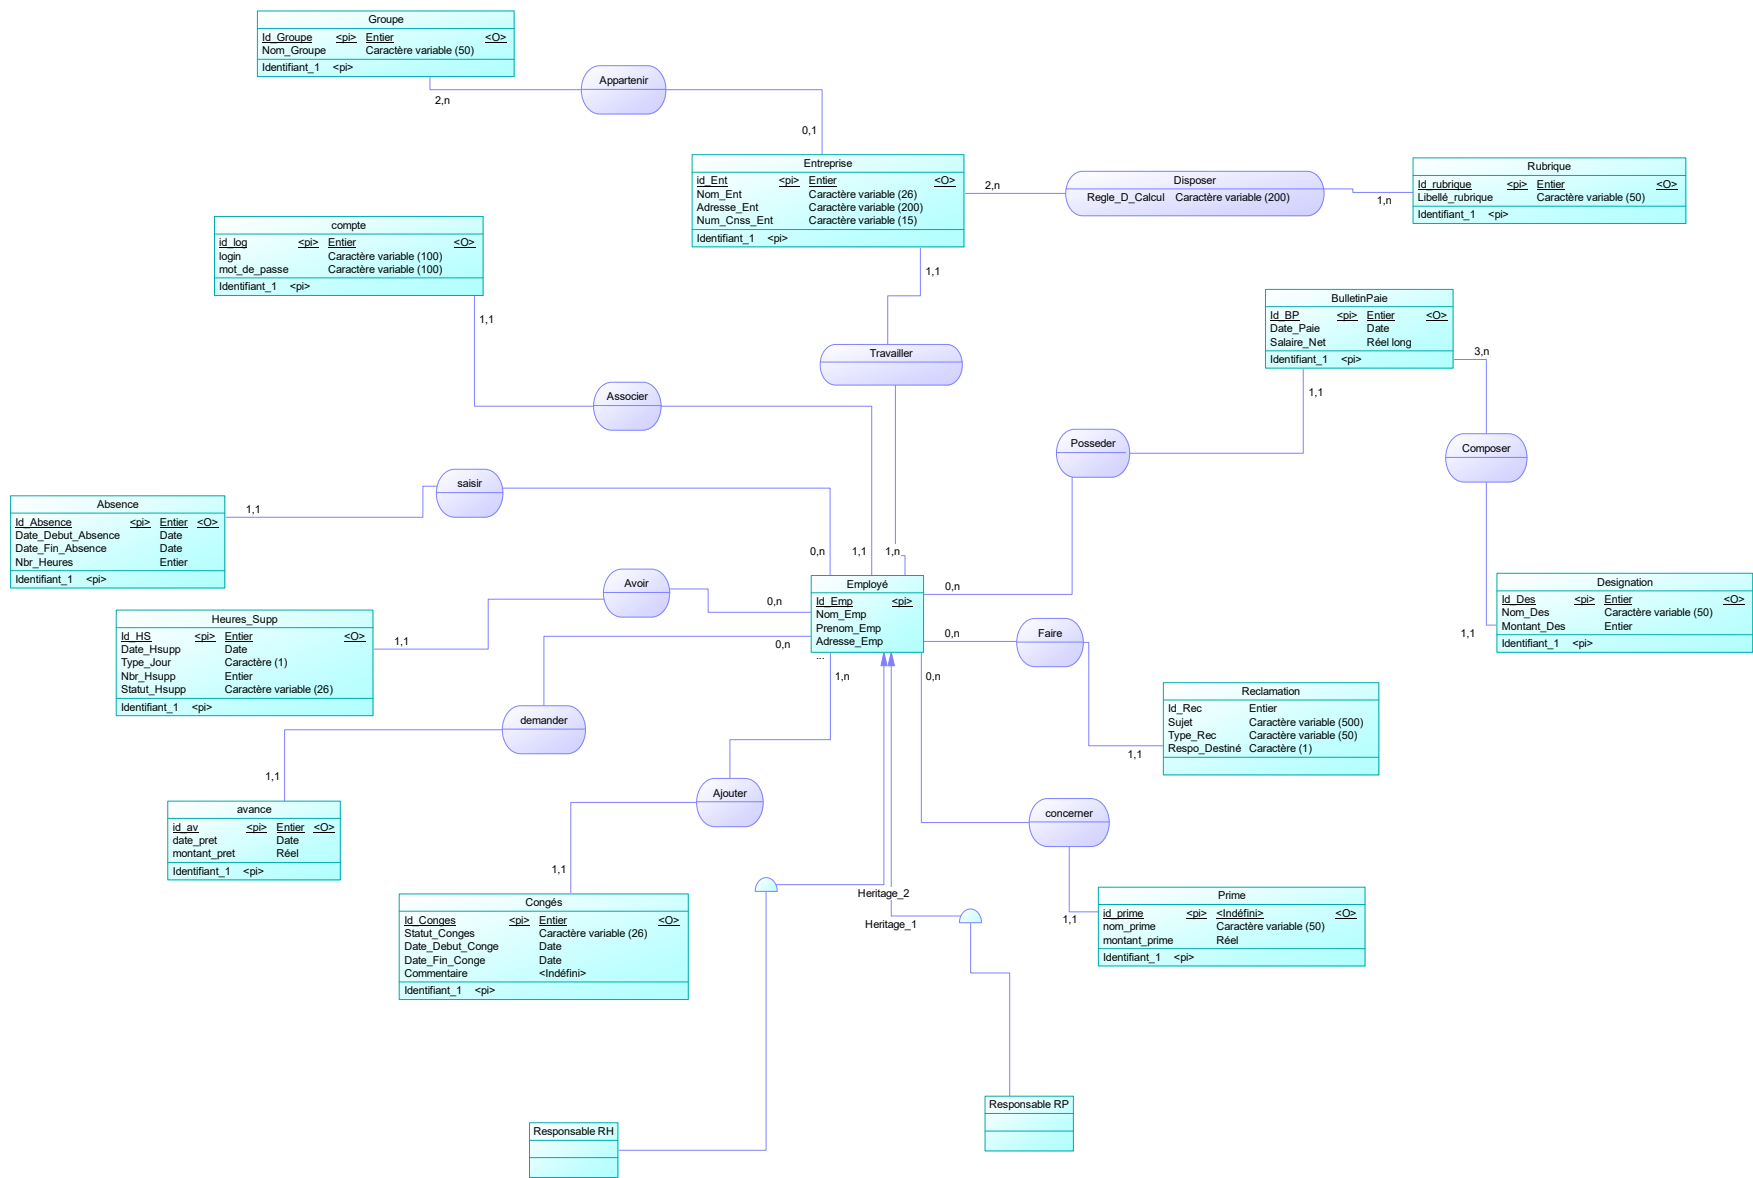 Groupe
Id_Groupe <pi> Entier <O>
Nom_Groupe Caractère variable (50)
Identifiant_1 <pi>
Appartenir
2,n
0,1
Entreprise
id_Ent <pi> Entier <O>
Nom_Ent Caractère variable (26)
Adresse_Ent Caractère variable (200)
Num_Cnss_Ent Caractère variable (15)
Identifiant_1 <pi>
2,n
Disposer
Regle_D_Calcul Caractère variable (200)
1,n
Rubrique
Id_rubrique <pi> Entier <O>
Libellé_rubrique Caractère variable (50)
Identifiant_1 <pi>
compte
id_log <pi> Entier <O>
login Caractère variable (100)
mot_de_passe Caractère variable (100)
Identifiant_1 <pi>
1,1
1,1
Travailler
BulletinPaie
Id_BP <pi> Entier <O>
Date_Paie Date
Salaire_Net Réel long
Identifiant_1 <pi>
3,n
1,1
Associer
Posseder
Composer
saisir
Absence
Id_Absence <pi> Entier <O>
Date_Debut_Absence Date
Date_Fin_Absence Date
Nbr_Heures Entier
Identifiant_1 <pi>
1,1
0,n
1,1
1,n
Employé
Id_Emp <pi>
Nom_Emp
Prenom_Emp
Adresse_Emp
...
0,n
Avoir
0,n
Heures_Supp
Id_HS <pi> Entier <O>
Date_Hsupp Date
Type_Jour Caractère (1)
Nbr_Hsupp Entier
Statut_Hsupp Caractère variable (26)
Identifiant_1 <pi>
1,1
0,n
0,n
Faire
Designation
Id_Des <pi> Entier <O>
Nom_Des Caractère variable (50)
Montant_Des Entier
Identifiant_1 <pi>
1,1
1,n
0,n
Reclamation
Id_Rec Entier
Sujet Caractère variable (500)
Type_Rec Caractère variable (50)
Respo_Destiné Caractère (1)
1,1
demander
1,1
avance
id_av <pi> Entier <O>
date_pret Date
montant_pret Réel
Identifiant_1 <pi>
Ajouter
1,1
concerner
Congés
Id_Conges <pi> Entier <O>
Statut_Conges Caractère variable (26)
Date_Debut_Conge Date
Date_Fin_Conge Date
Commentaire <Indéfini>
Identifiant_1 <pi>
Heritage_2
Heritage_1
1,1
Prime
id_prime <pi> <Indéfini> <O>
nom_prime Caractère variable (50)
montant_prime Réel
Identifiant_1 <pi>
Responsable RP
Responsable RH